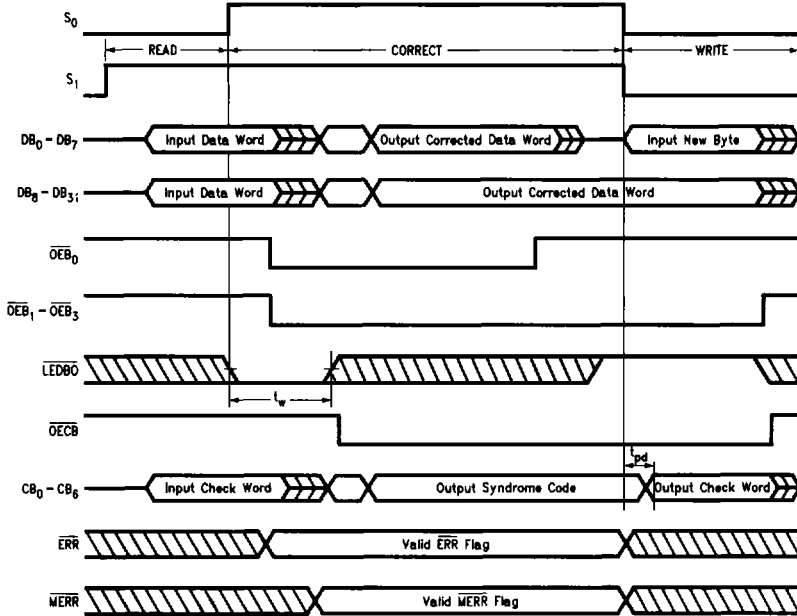 S0
READ CORRECT WRITE
S1
DB0 – DB7 Input Data Word Output Corrected Data Word Input New Byte
DB8 – DB31 Input Data Word Output Corrected Data Word
OEB0
OEB1 – OEB3
LEDBO
tw
OECB
tpd
CB0 – CB6 Input Check Word Output Syndrome Code Output Check Word
ERR Valid ERR Flag
MERR Valid MERR Flag